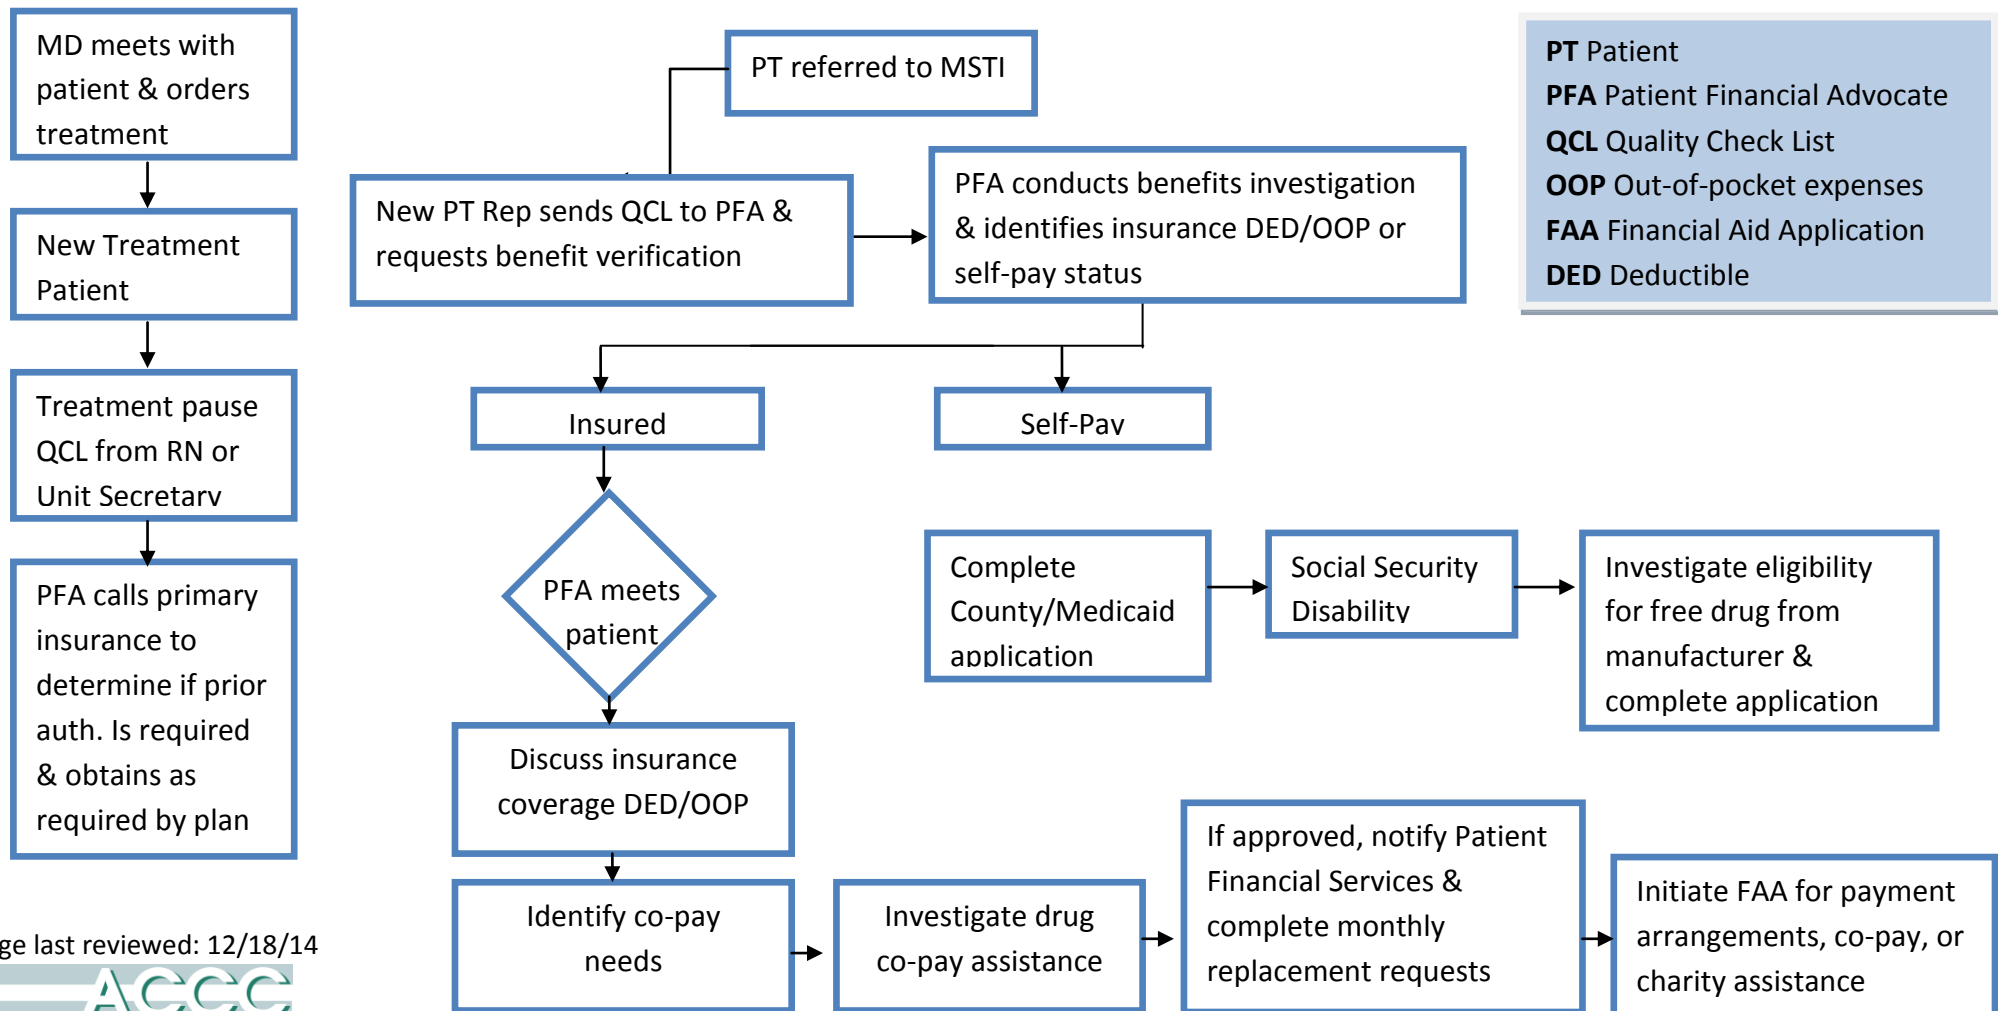 MD meets with
patient & orders
treatment
New Treatment
Patient
Treatment pause
QCL from RN or
Unit Secretary
PFA calls primary
insurance to
determine if prior
auth. Is required
& obtains as
required by plan
PT referred to MSTI
New PT Rep sends QCL to PFA &
requests benefit verification
PFA conducts benefits investigation
& identifies insurance DED/OOP or
self-pay status
Insured
Self-Pay
PFA meets
patient
Discuss insurance
coverage DED/OOP
Identify co-pay
needs
Investigate drug
co-pay assistance
If approved, notify Patient
Financial Services &
complete monthly
replacement requests
Initiate FAA for payment
arrangements, co-pay, or
charity assistance
Complete
County/Medicaid
application
Social Security
Disability
Investigate eligibility
for free drug from
manufacturer &
complete application
PT Patient
PFA Patient Financial Advocate
QCL Quality Check List
OOP Out-of-pocket expenses
FAA Financial Aid Application
DED Deductible
ge last reviewed: 12/18/14
ACCC